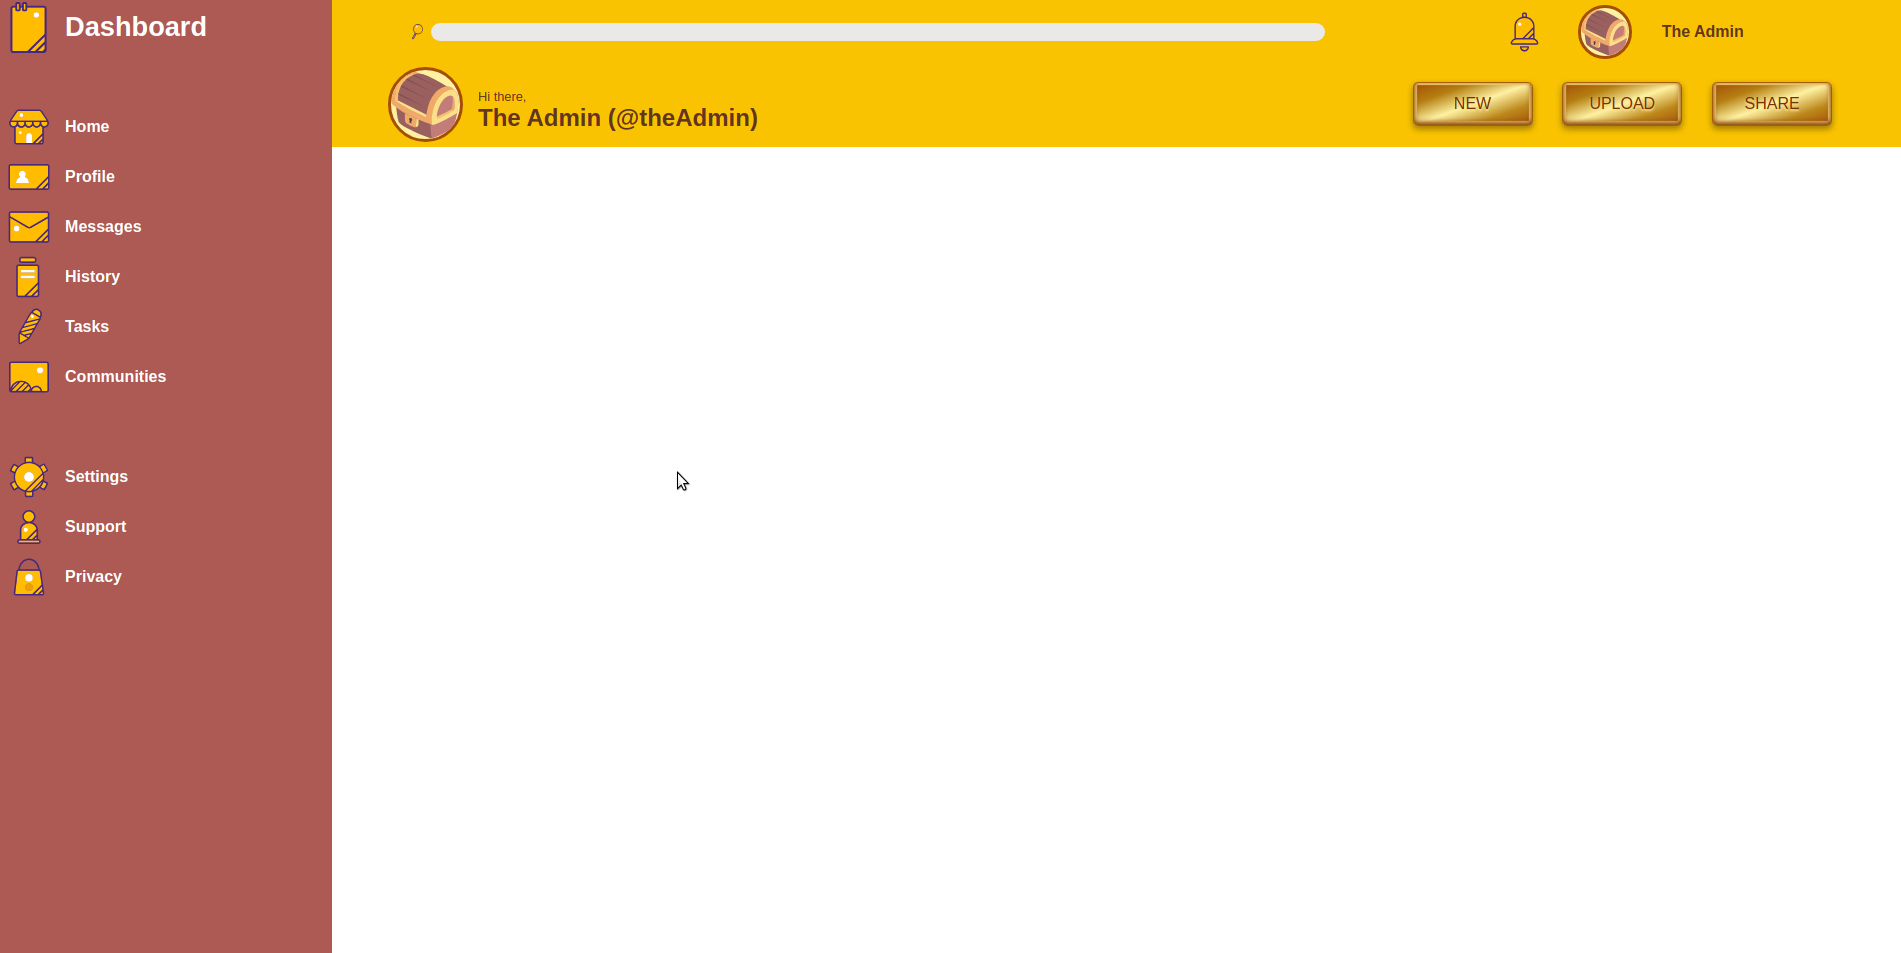 Dashboard
Home
Profile
Messages
History
Tasks
Communities
Settings
Support
Privacy
The Admin
Hi there,
The Admin (@theAdmin)
NEW
UPLOAD
SHARE